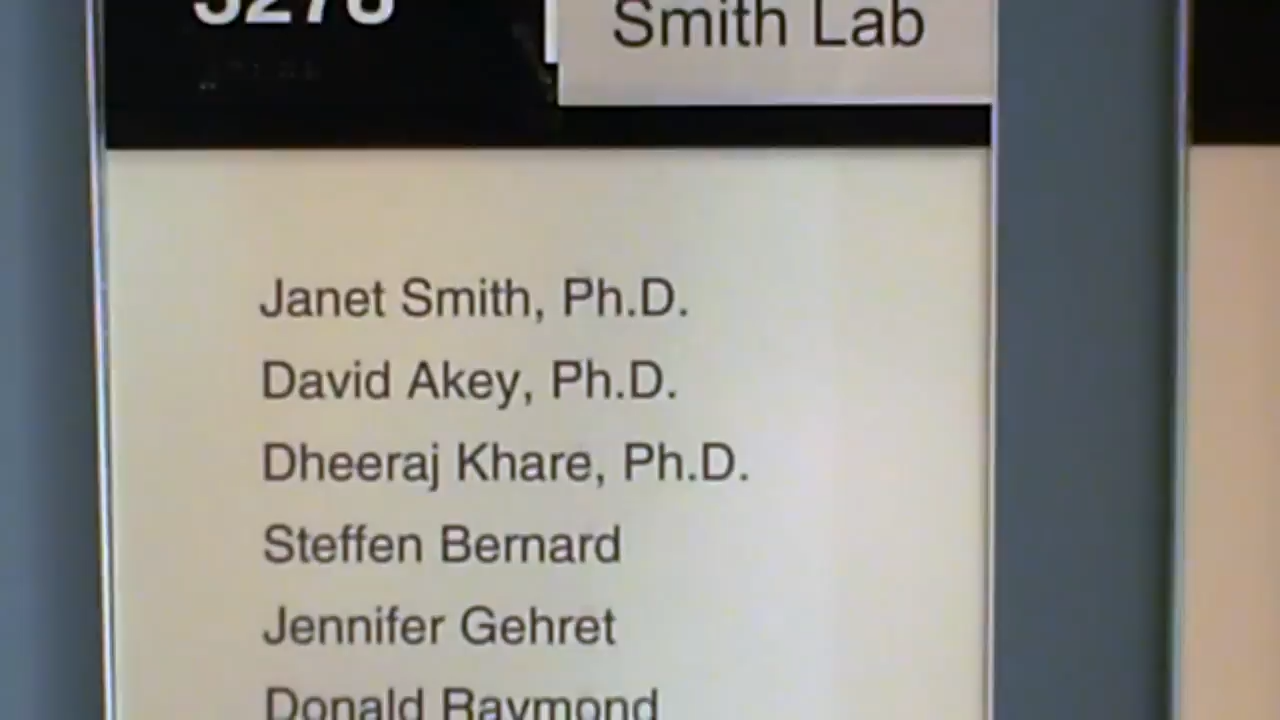 Smith Lab
Janet Smith, Ph.D.
David Akey, Ph.D.
Dheeraj Khare, Ph.D.
Steffen Bernard
Jennifer Gehret
Donald Raymond